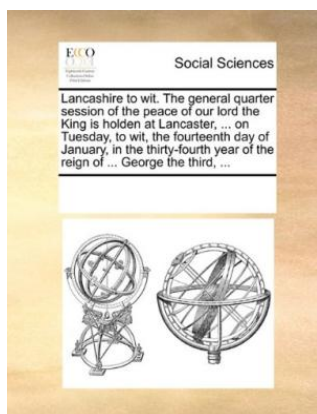 ECCO
Social Sciences
Lancashire to wit. The general quarter
session of the peace of our lord the
King is holden at Lancaster, ... on
Tuesday, to wit, the fourteenth day of
January, in the thirty-fourth year of the
reign of ... George the third, ...